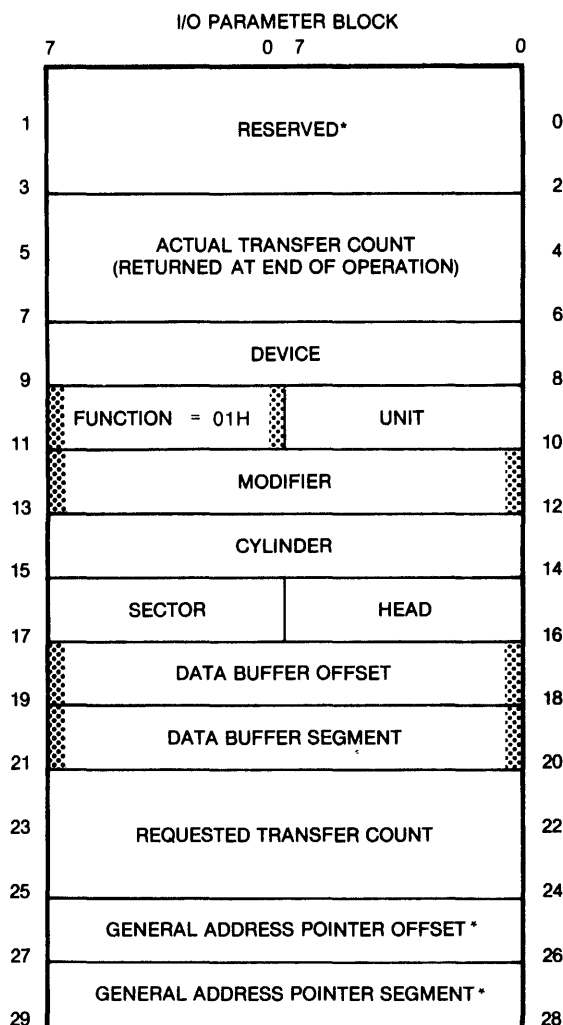 I/O PARAMETER BLOCK
7 0 7 0
1 RESERVED* 0
3 2
5 ACTUAL TRANSFER COUNT 4
(RETURNED AT END OF OPERATION)
7 6
DEVICE
9 8
FUNCTION = 01H UNIT
11 10
MODIFIER
13 12
CYLINDER
15 14
SECTOR HEAD
17 16
DATA BUFFER OFFSET
19 18
DATA BUFFER SEGMENT
21 20
23 REQUESTED TRANSFER COUNT 22
25 24
GENERAL ADDRESS POINTER OFFSET*
27 26
GENERAL ADDRESS POINTER SEGMENT*
29 28